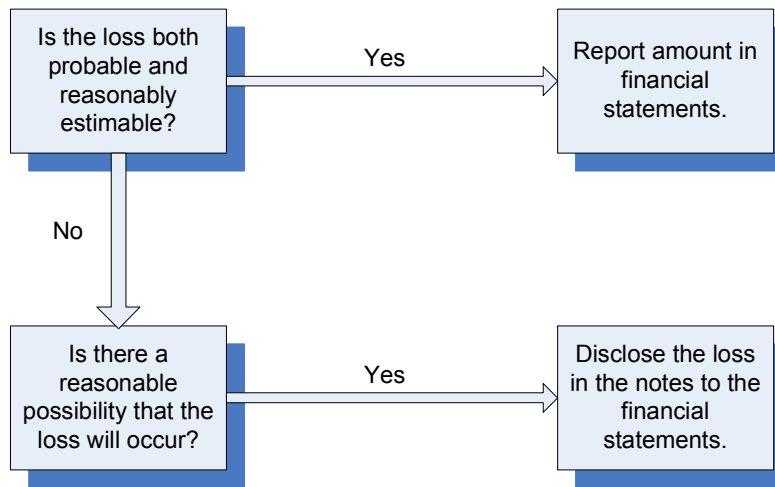 Is the loss both
probable and
reasonably
estimable?
Yes
Report amount in
financial
statements.
No
Is there a
reasonable
possibility that the
loss will occur?
Yes
Disclose the loss
in the notes to the
financial
statements.